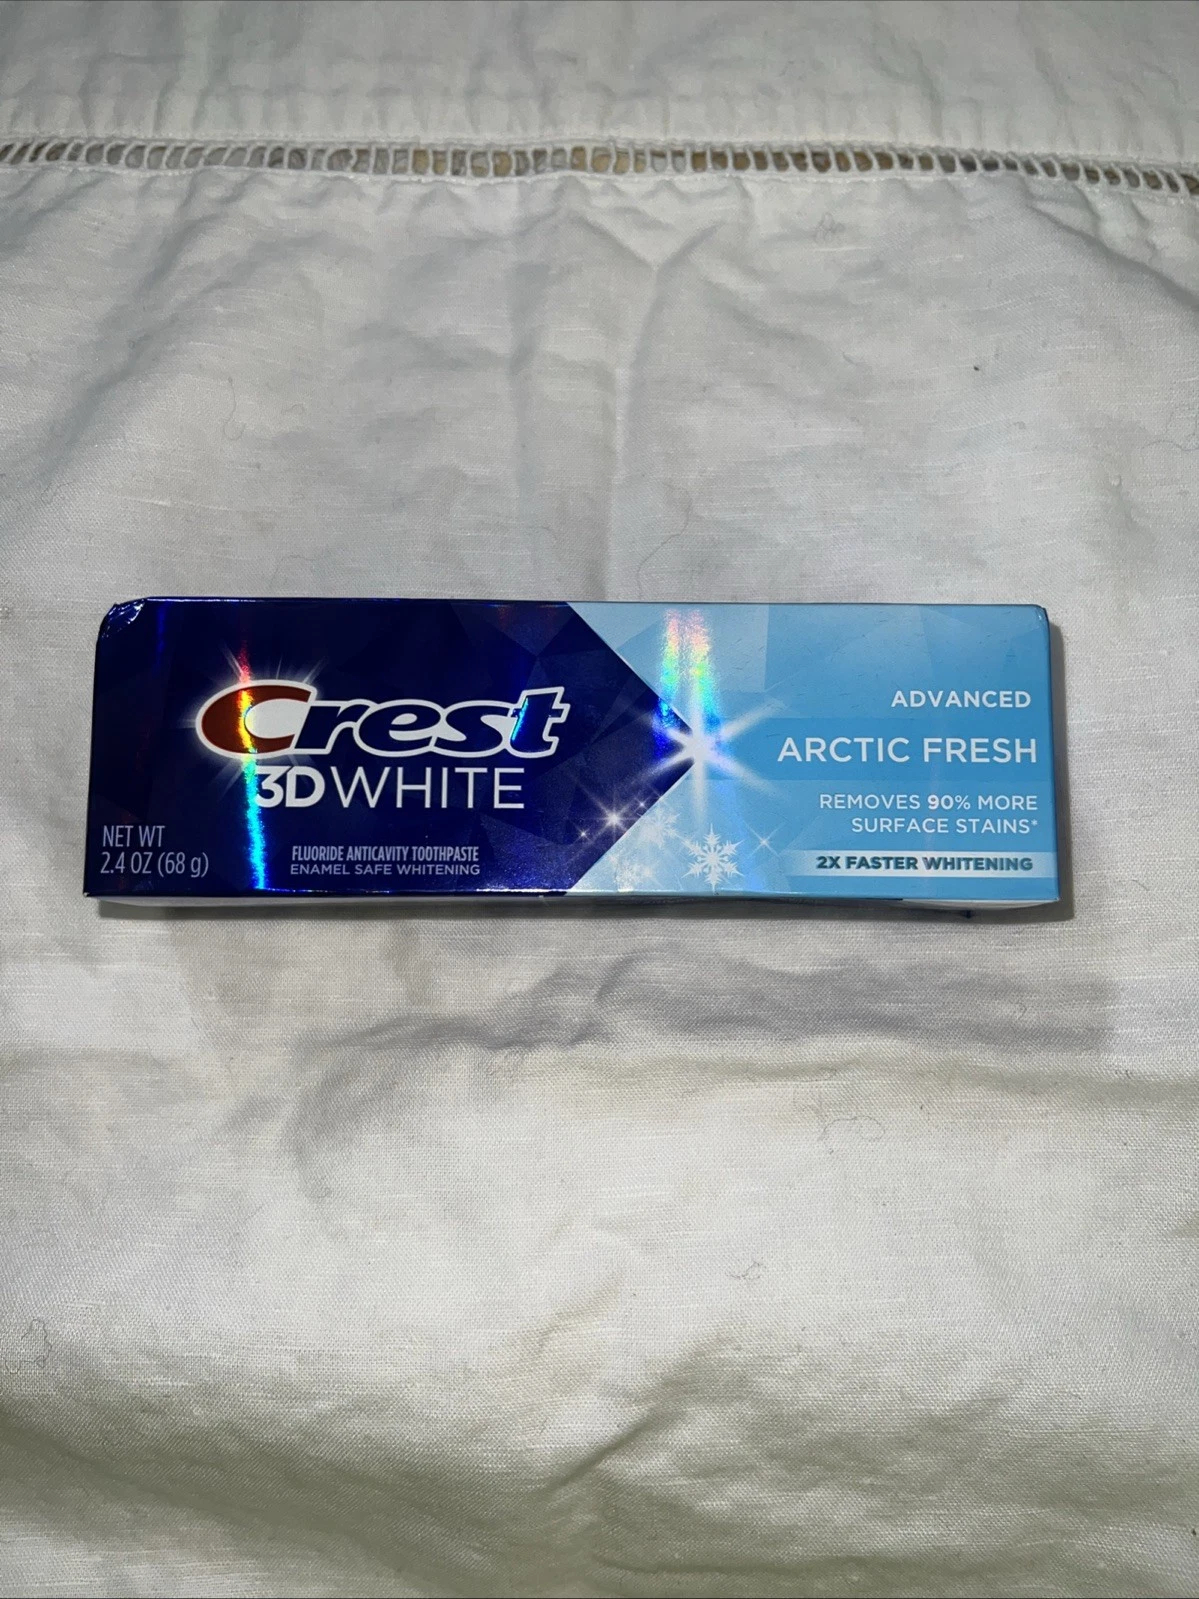 Crest
3DWHITE
NET WT
2.4 OZ (68 g)
FLUORIDE ANTICAVITY TOOTHPASTE
ENAMEL SAFE WHITENING
ADVANCED
ARCTIC FRESH
REMOVES 90% MORE
SURFACE STAINS*
2X FASTER WHITENING